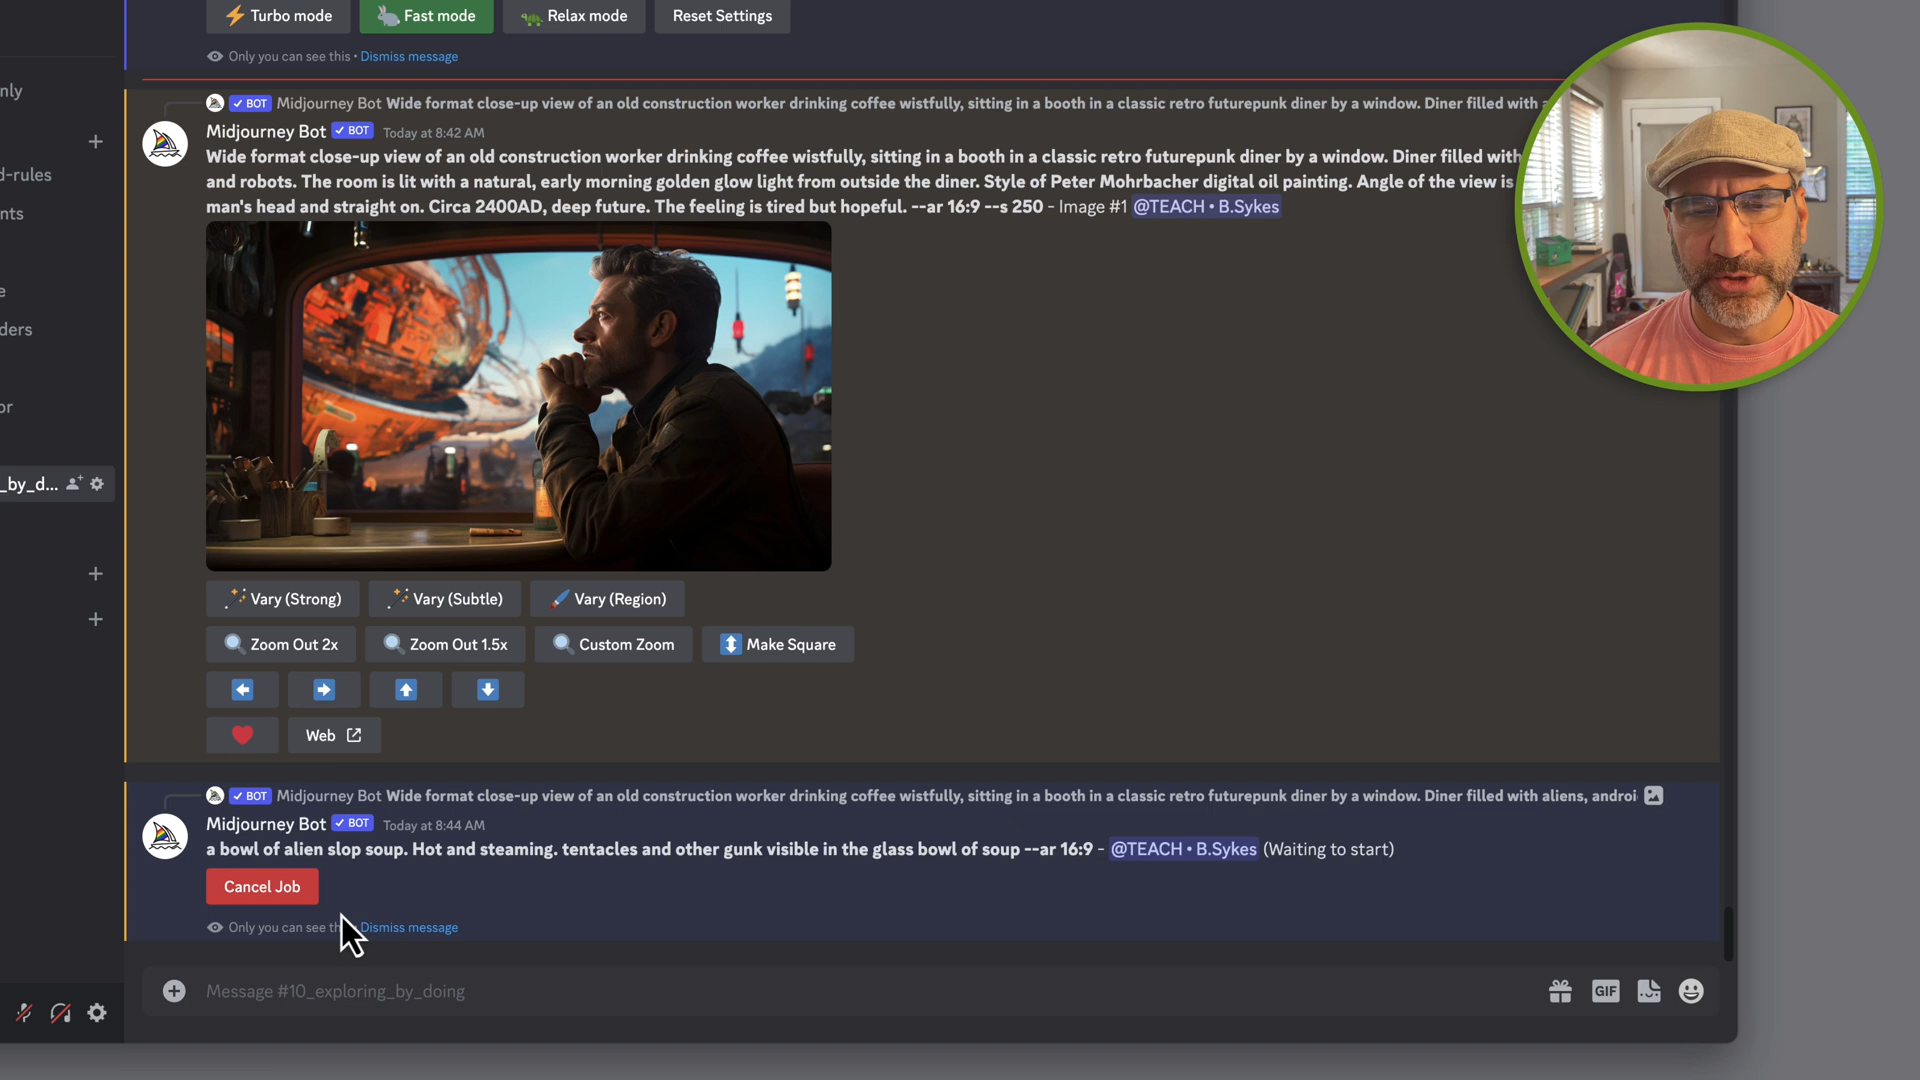 Turbo mode Fast mode Relax mode Reset Settings
Only you can see this • Dismiss message
BOT Midjourney Bot Wide format close-up view of an old construction worker drinking coffee wistfully, sitting in a booth in a classic retro futurepunk diner by a window. Diner filled with
Midjourney Bot BOT Today at 8:42 AM
Wide format close-up view of an old construction worker drinking coffee wistfully, sitting in a booth in a classic retro futurepunk diner by a window. Diner filled with
and robots. The room is lit with a natural, early morning golden glow light from outside the diner. Style of Peter Mohrbacher digital oil painting. Angle of the view is
man's head and straight on. Circa 2400AD, deep future. The feeling is tired but hopeful. --ar 16:9 --s 250 - Image #1 @TEACH • B.Sykes
Vary (Strong) Vary (Subtle) Vary (Region)
Zoom Out 2x Zoom Out 1.5x Custom Zoom Make Square
Web
BOT Midjourney Bot Wide format close-up view of an old construction worker drinking coffee wistfully, sitting in a booth in a classic retro futurepunk diner by a window. Diner filled with aliens, androi
Midjourney Bot BOT Today at 8:44 AM
a bowl of alien slop soup. Hot and steaming. tentacles and other gunk visible in the glass bowl of soup --ar 16:9 - @TEACH • B.Sykes (Waiting to start)
Cancel Job
Only you can see th Dismiss message
Message #10_exploring_by_doing
GIF
nly
d-rules
nts
e
ders
or
_by_d...